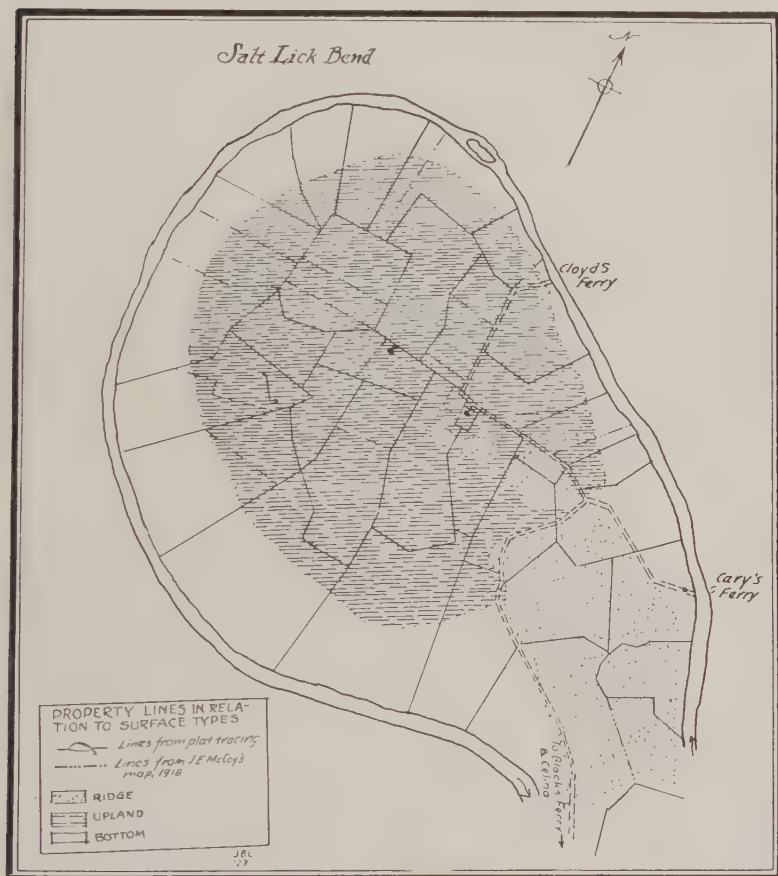 Salt Lick Bend
N
Cloyds
Ferry
Cary's
Ferry
To Blacks Ferry
& Celina
PROPERTY LINES IN RELA-
TION TO SURFACE TYPES
Lines from plat tracing
Lines from J.E. McCoy's
map, 1918
RIDGE
UPLAND
BOTTOM
JBL
'27